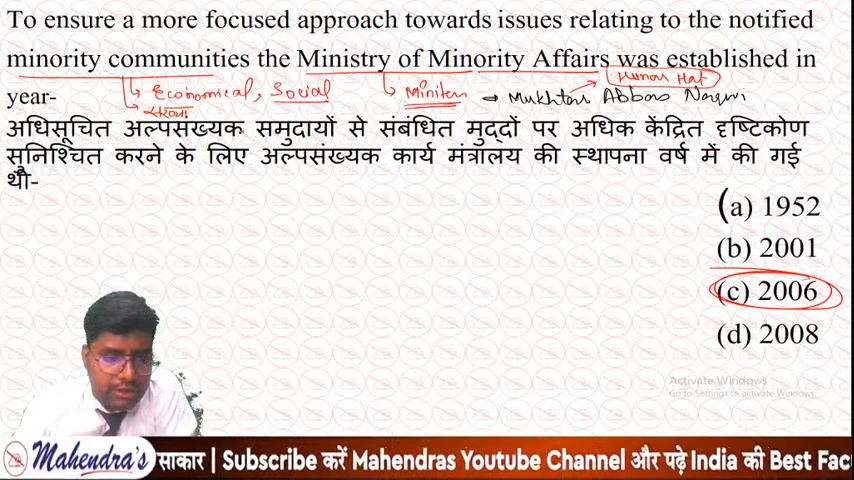 To ensure a more focused approach towards issues relating to the notified
minority communities the Ministry of Minority Affairs was established in
year-
Economical, Social
Minister → Mukhtar Abbas Naqvi
Hunar Hat
अधिसूचित अल्पसंख्यक समुदायों से संबंधित मुद्दों पर अधिक केंद्रित दृष्टिकोण
सुनिश्चित करने के लिए अल्पसंख्यक कार्य मंत्रालय की स्थापना वर्ष में की गई
थी-
(a) 1952
(b) 2001
(c) 2006
(d) 2008
Activate Windows
Go to Settings to activate Windows.
Mahendra's साकार | Subscribe करें Mahendras Youtube Channel और पढ़े India की Best Fac